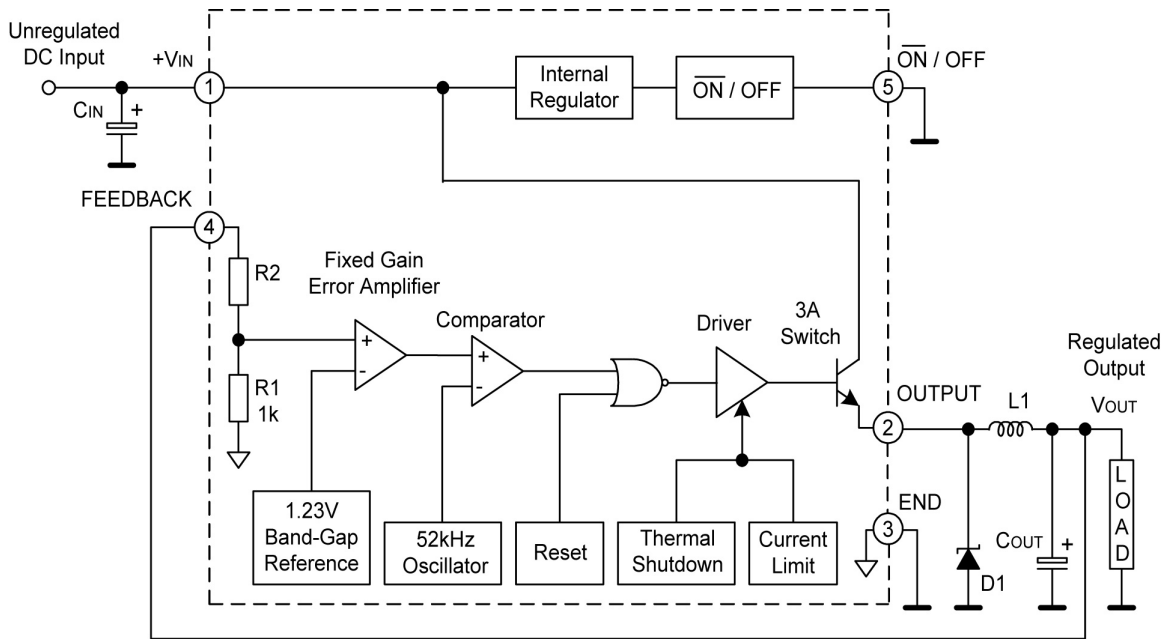 Unregulated
DC Input
+VIN
1
CIN
+
Internal
Regulator
ON / OFF
5
ON / OFF
FEEDBACK
4
R2
R1
1k
Fixed Gain
Error Amplifier
+
-
Comparator
+
-
Driver
3A
Switch
OUTPUT
2
L1
Regulated
Output
VOUT
1.23V
Band-Gap
Reference
52kHz
Oscillator
Reset
Thermal
Shutdown
Current
Limit
END
3
D1
COUT
+
LOAD